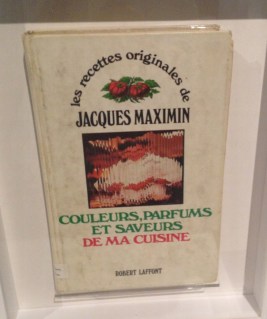 les recettes originales de
JACQUES MAXIMIN
COULEURS, PARFUMS
ET SAVEURS
DE MA CUISINE
ROBERT LAFFONT